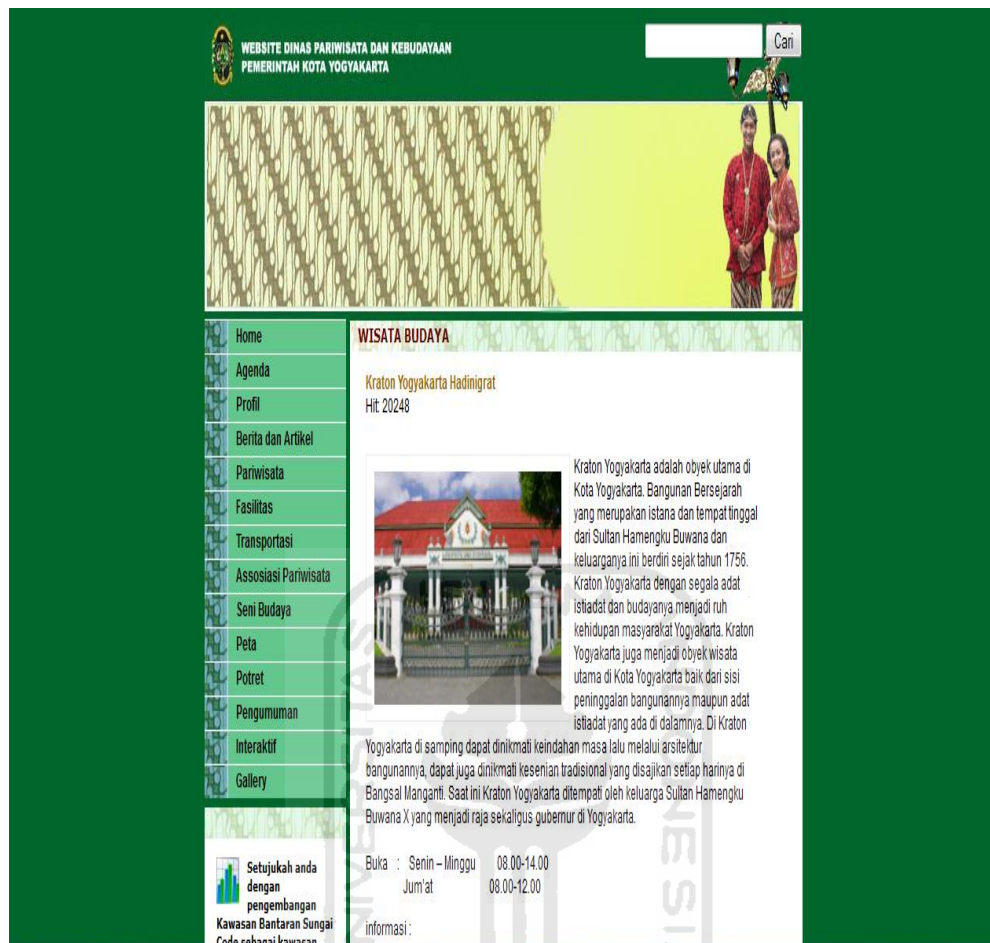 WEBSITE DINAS PARIWISATA DAN KEBUDAYAAN
PEMERINTAH KOTA YOGYAKARTA
Cari
Home
Agenda
Profil
Berita dan Artikel
Pariwisata
Fasilitas
Transportasi
Assosiasi Pariwisata
Seni Budaya
Peta
Potret
Pengumuman
Interaktif
Gallery
Setujukah anda
dengan
pengembangan
Kawasan Bantaran Sungai
Code sebagai kawasan
WISATA BUDAYA
Kraton Yogyakarta Hadinigrat
Hit: 20248
Kraton Yogyakarta adalah obyek utama di
Kota Yogyakarta. Bangunan Bersejarah
yang merupakan istana dan tempat tinggal
dari Sultan Hamengku Buwana dan
keluarganya ini berdiri sejak tahun 1756.
Kraton Yogyakarta dengan segala adat
istiadat dan budayanya menjadi ruh
kehidupan masyarakat Yogyakarta. Kraton
Yogyakarta juga menjadi obyek wisata
utama di Kota Yogyakarta baik dari sisi
peninggalan bangunannya maupun adat
istiadat yang ada di dalamnya. Di Kraton
Yogyakarta di samping dapat dinikmati keindahan masa lalu melalui arsitektur
bangunannya, dapat juga dinikmati kesenian tradisional yang disajikan setiap harinya di
Bangsal Manganti. Saat ini Kraton Yogyakarta ditempati oleh keluarga Sultan Hamengku
Buwana X yang menjadi raja sekaligus gubernur di Yogyakarta.
Buka : Senin – Minggu 08.00-14.00
Jum'at 08.00-12.00
informasi :